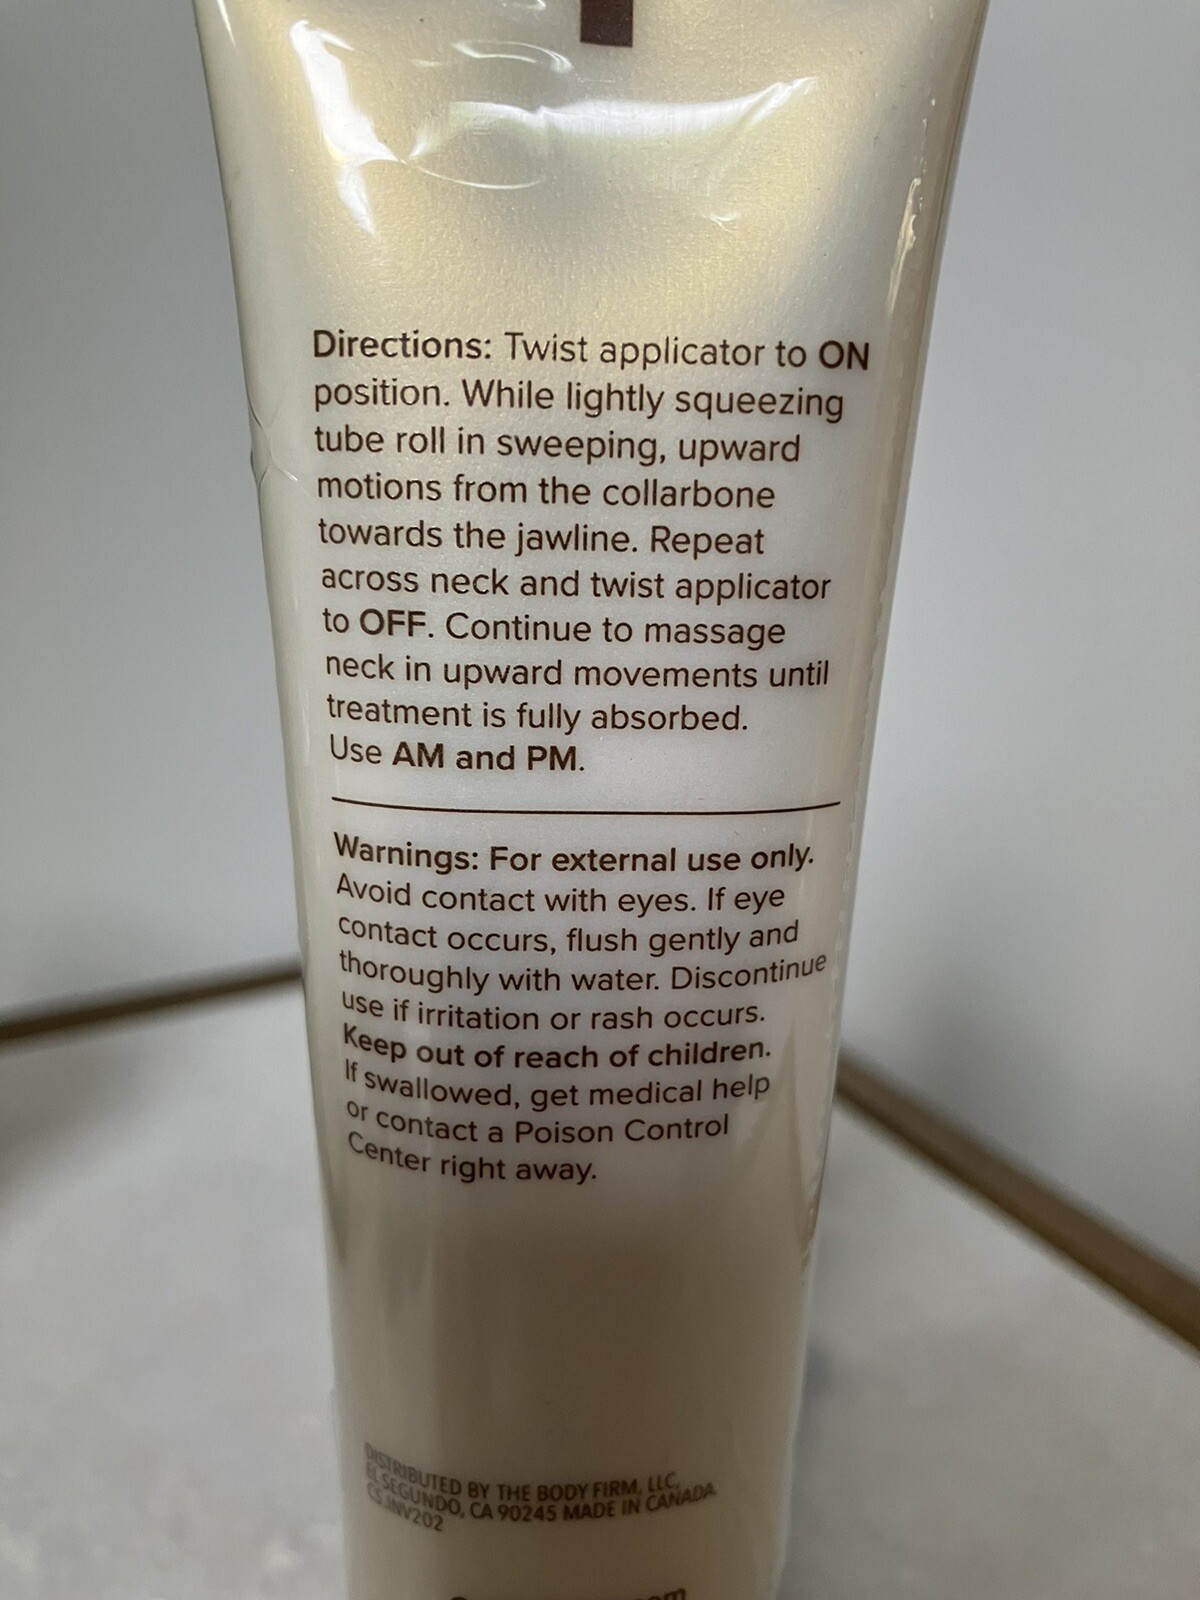 Directions: Twist applicator to ON
position. While lightly squeezing
tube roll in sweeping, upward
motions from the collarbone
towards the jawline. Repeat
across neck and twist applicator
to OFF. Continue to massage
neck in upward movements until
treatment is fully absorbed.
Use AM and PM.
Warnings: For external use only.
Avoid contact with eyes. If eye
contact occurs, flush gently and
thoroughly with water. Discontinue
use if irritation or rash occurs.
Keep out of reach of children.
If swallowed, get medical help
or contact a Poison Control
Center right away.
DISTRIBUTED BY THE BODY FIRM, LLC,
EL SEGUNDO, CA 90245 MADE IN CANADA